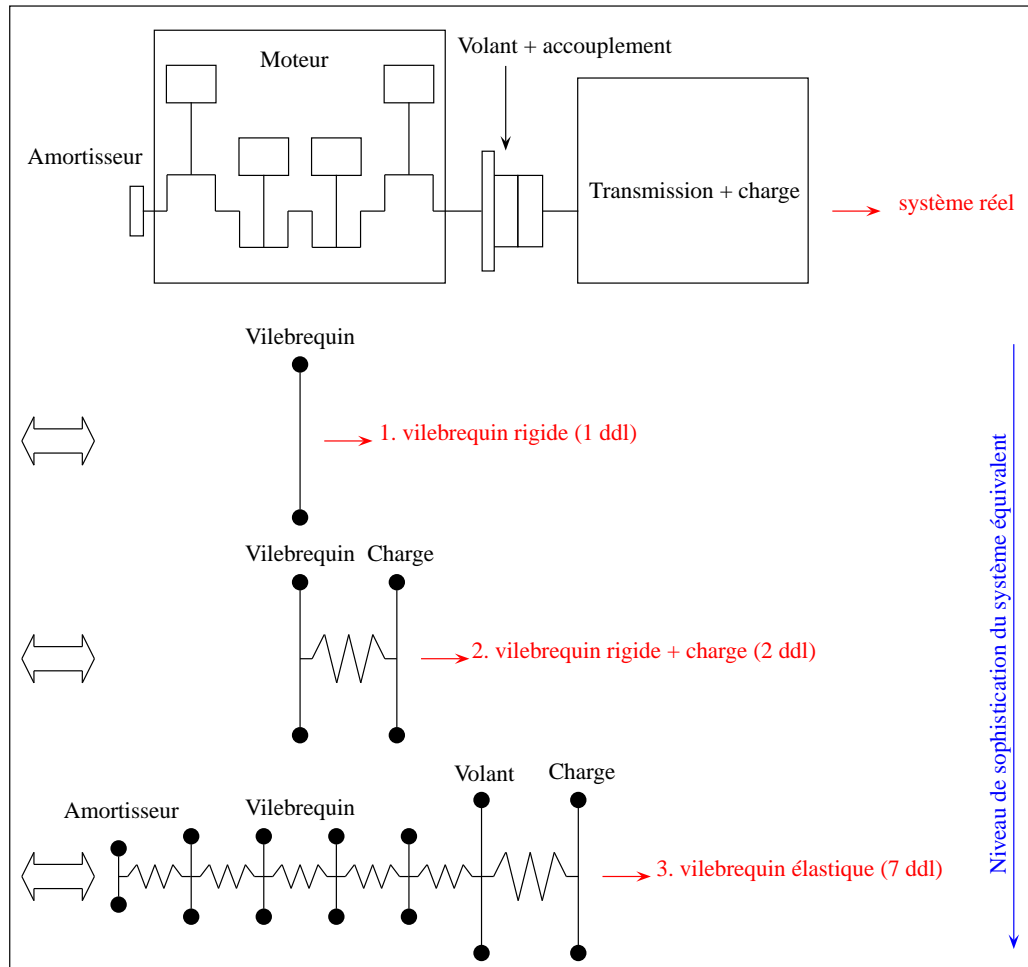 Volant + accouplement
Moteur
Amortisseur
Transmission + charge
système réel
Vilebrequin
1. vilebrequin rigide (1 ddl)
Vilebrequin
Charge
2. vilebrequin rigide + charge (2 ddl)
Volant
Charge
Amortisseur
Vilebrequin
3. vilebrequin élastique (7 ddl)
Niveau de sophistication du système équivalent